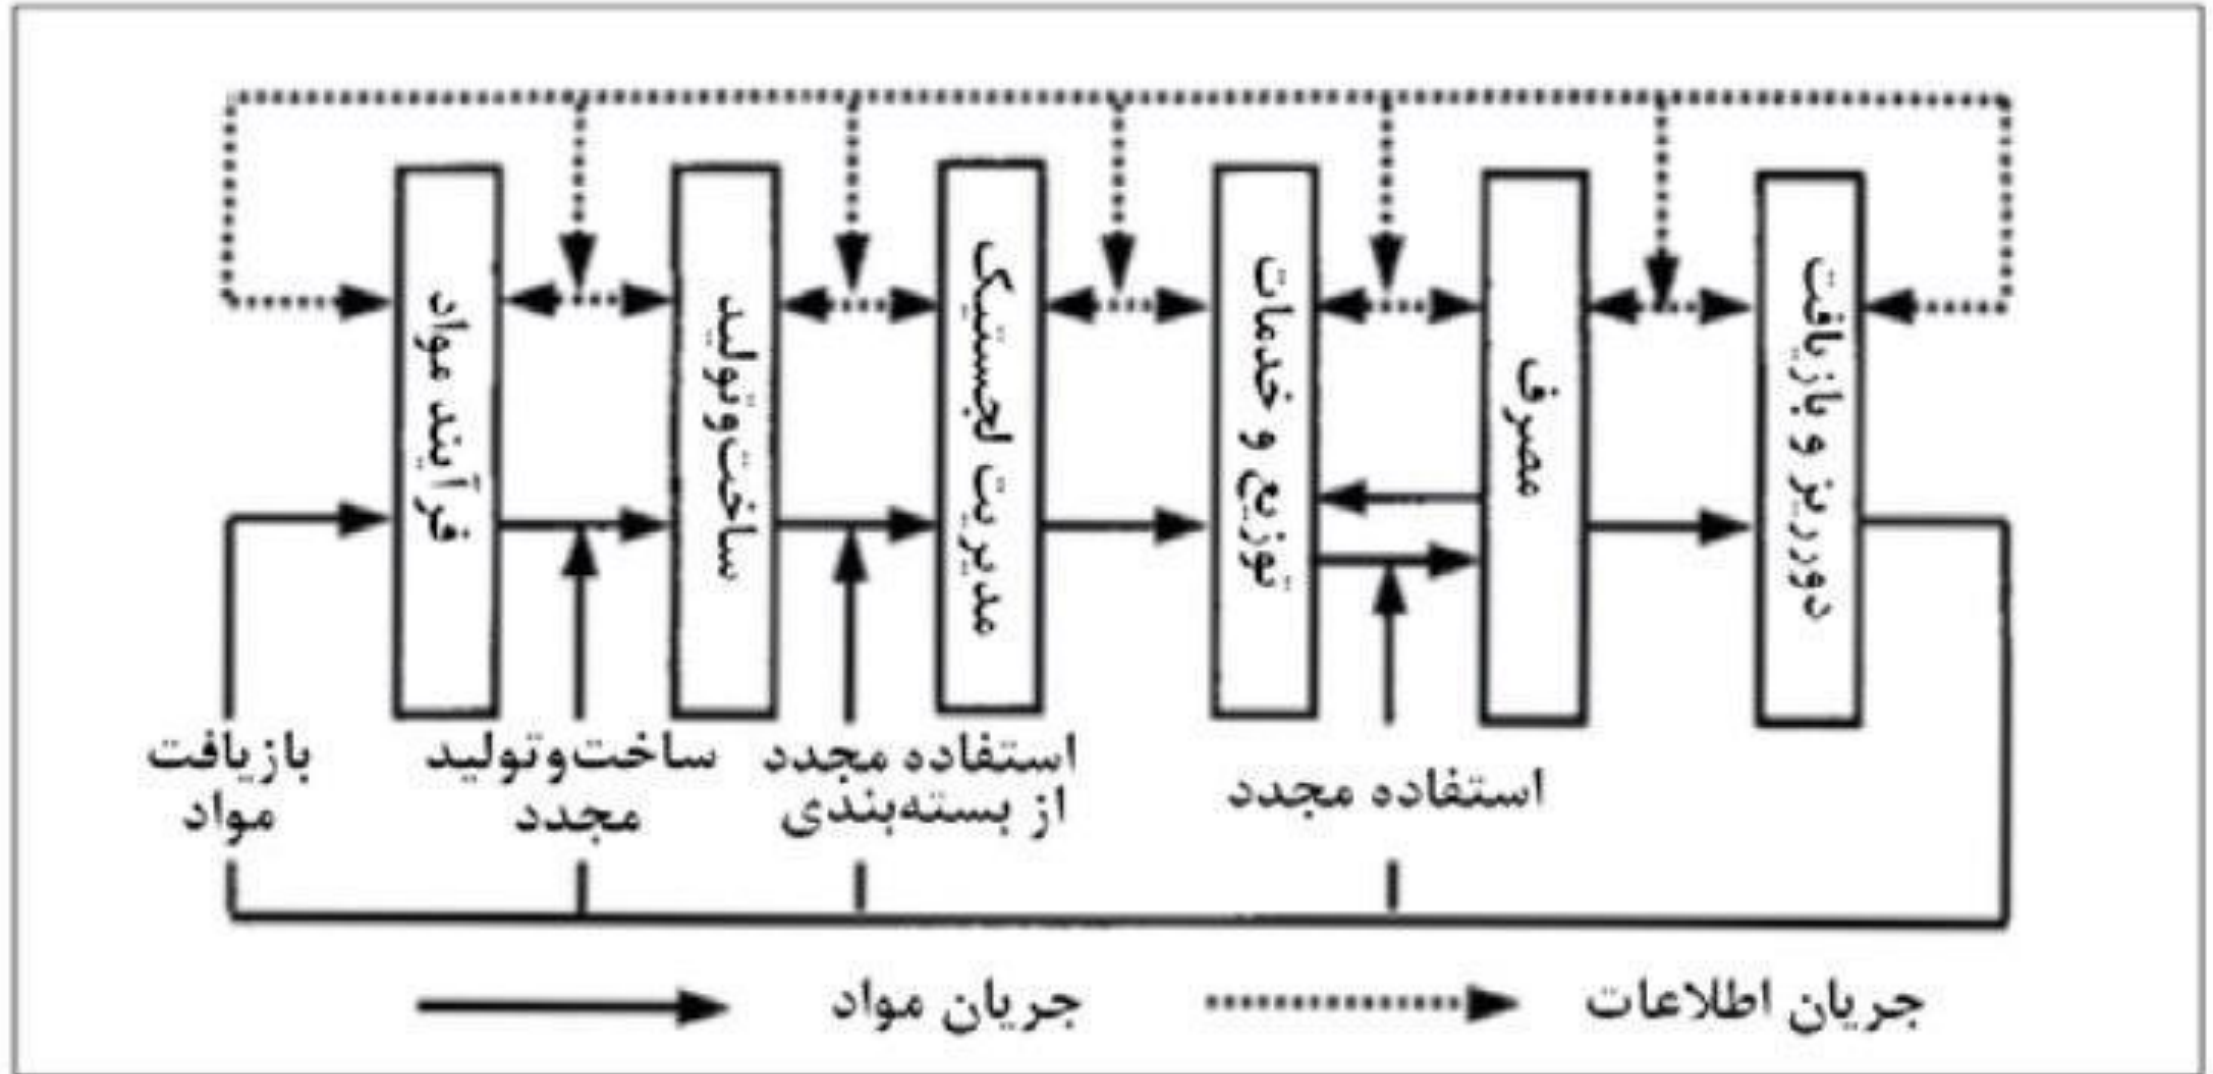 فرآیند مواد
ساخت‌وتولید
مدیریت لجستیک
توزیع و خدمات
مصرف
دورریز و بازیافت
بازیافت
مواد
ساخت‌وتولید
مجدد
استفاده مجدد
از بسته‌بندی
استفاده مجدد
جریان مواد
جریان اطلاعات